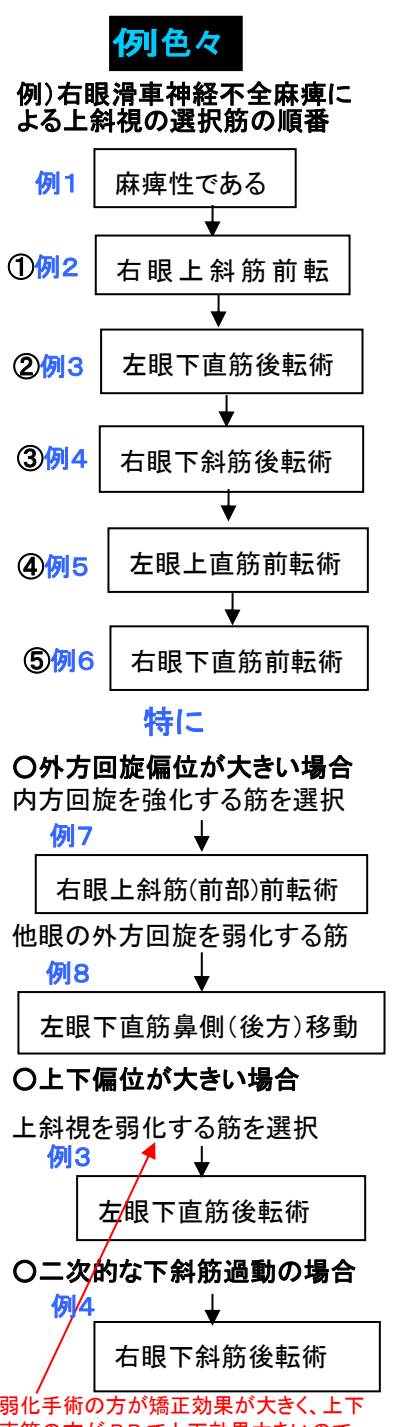 例色々
例）右眼滑車神経不全麻痺に
よる上斜視の選択筋の順番
例１ 麻痺性である
①例２ 右眼上斜筋前転
②例３ 左眼下直筋後転術
③例４ 右眼下斜筋後転術
④例５ 左眼上直筋前転術
⑤例６ 右眼下直筋前転術
特に
〇外方回旋偏位が大きい場合
内方回旋を強化する筋を選択
例７
右眼上斜筋(前部)前転術
他眼の外方回旋を弱化する筋
例８
左眼下直筋鼻側（後方）移動
〇上下偏位が大きい場合
上斜視を弱化する筋を選択
例３
左眼下直筋後転術
〇二次的な下斜筋過動の場合
例４
右眼下斜筋後転術
弱化手術の方が矯正効果が大きく、上下